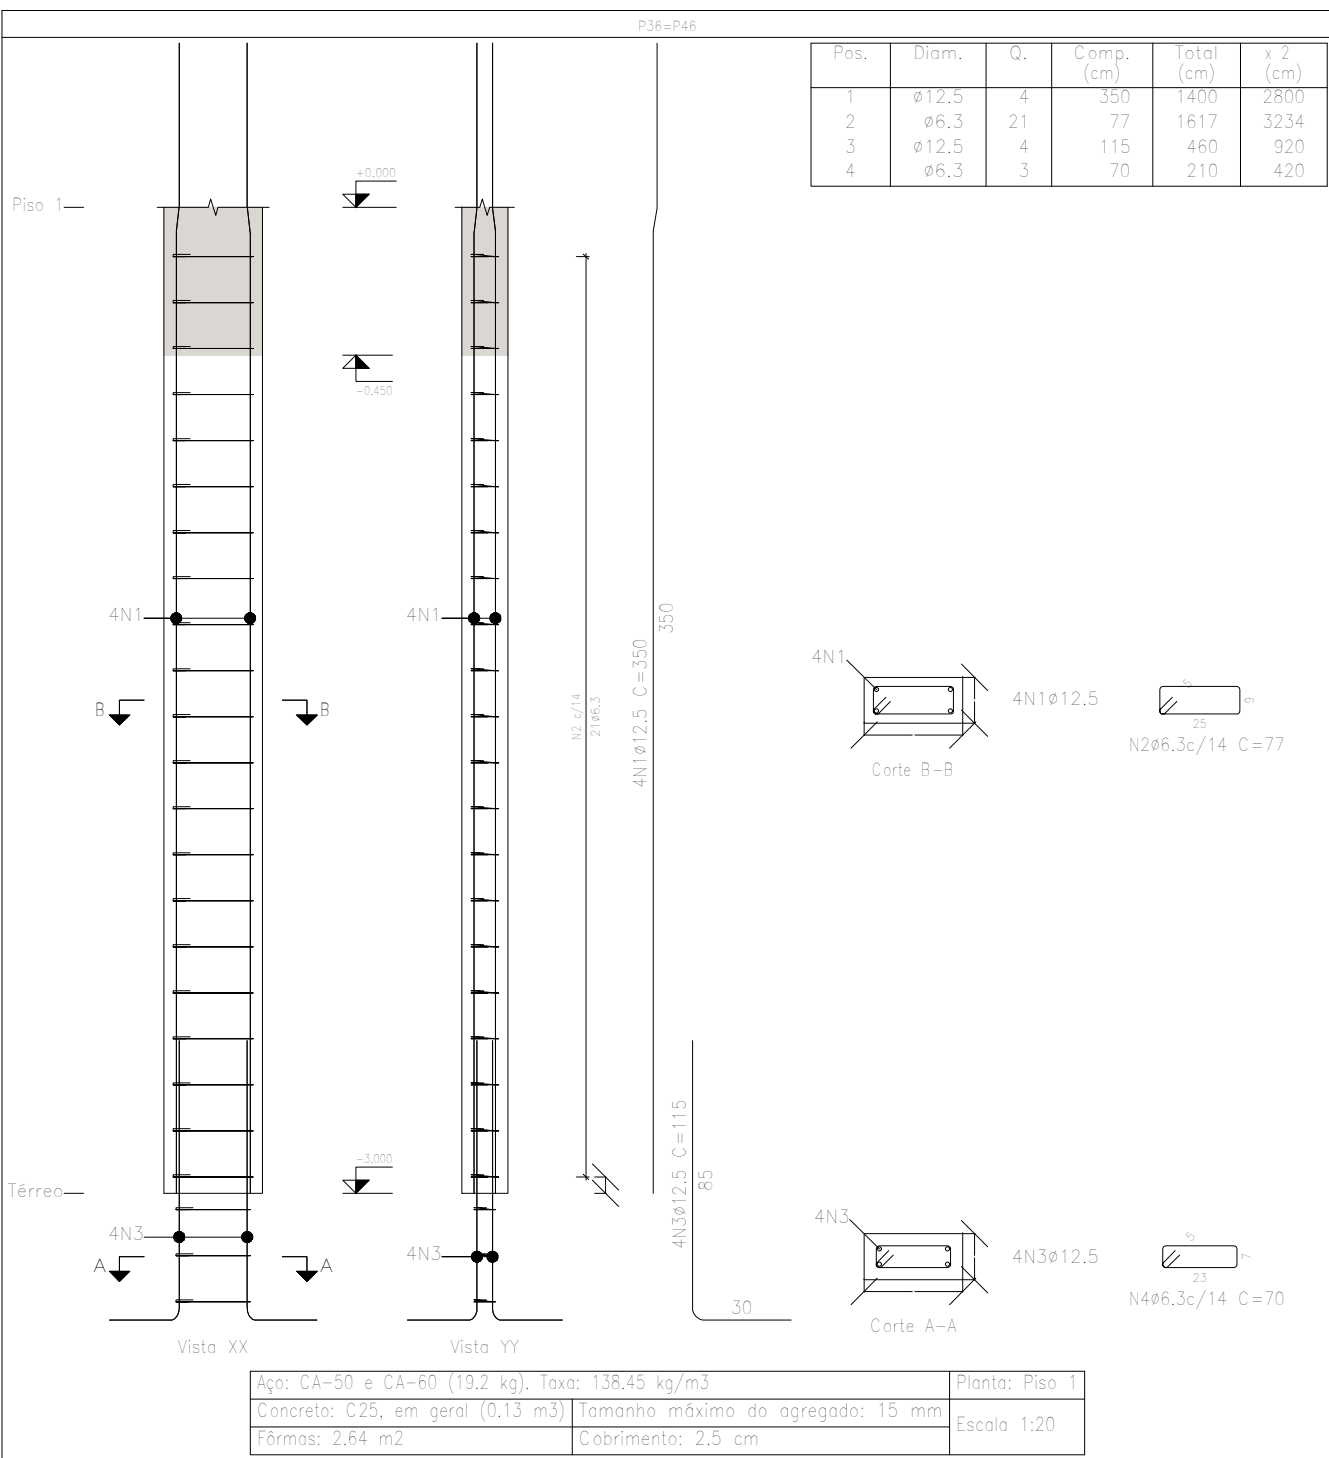 P36=P46
Pos. Diam. Q. Comp. (cm) Total (cm) x 2 (cm)
1 ø12.5 4 350 1400 2800
2 ø6.3 21 77 1617 3234
3 ø12.5 4 115 460 920
4 ø6.3 3 70 210 420
+0.000
Piso 1
-0.450
4N1
4N1
N2 c/14
21ø6.3
4N1ø12.5 C=350
350
B B
4N1
4N1ø12.5
Corte B-B
5
9
25
N2ø6.3c/14 C=77
-3.000
Térreo
4N3
4N3
A A
4N3ø12.5 C=115
85
30
4N3
4N3ø12.5
Corte A-A
5
7
23
N4ø6.3c/14 C=70
Vista XX
Vista YY
Aço: CA-50 e CA-60 (19.2 kg). Taxa: 138.45 kg/m3
Planta: Piso 1
Concreto: C25, em geral (0.13 m3)
Tamanho máximo do agregado: 15 mm
Escala 1:20
Fôrmas: 2.64 m2
Cobrimento: 2.5 cm